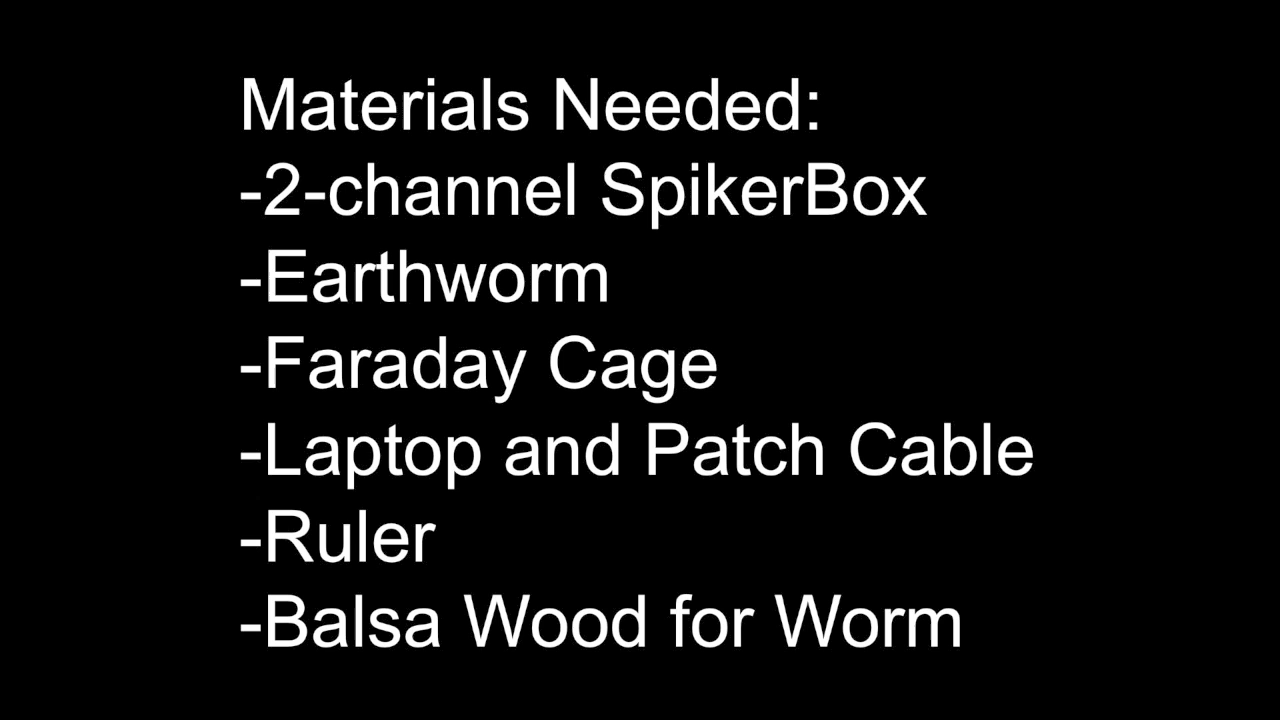 Materials Needed:
-2-channel SpikerBox
-Earthworm
-Faraday Cage
-Laptop and Patch Cable
-Ruler
-Balsa Wood for Worm